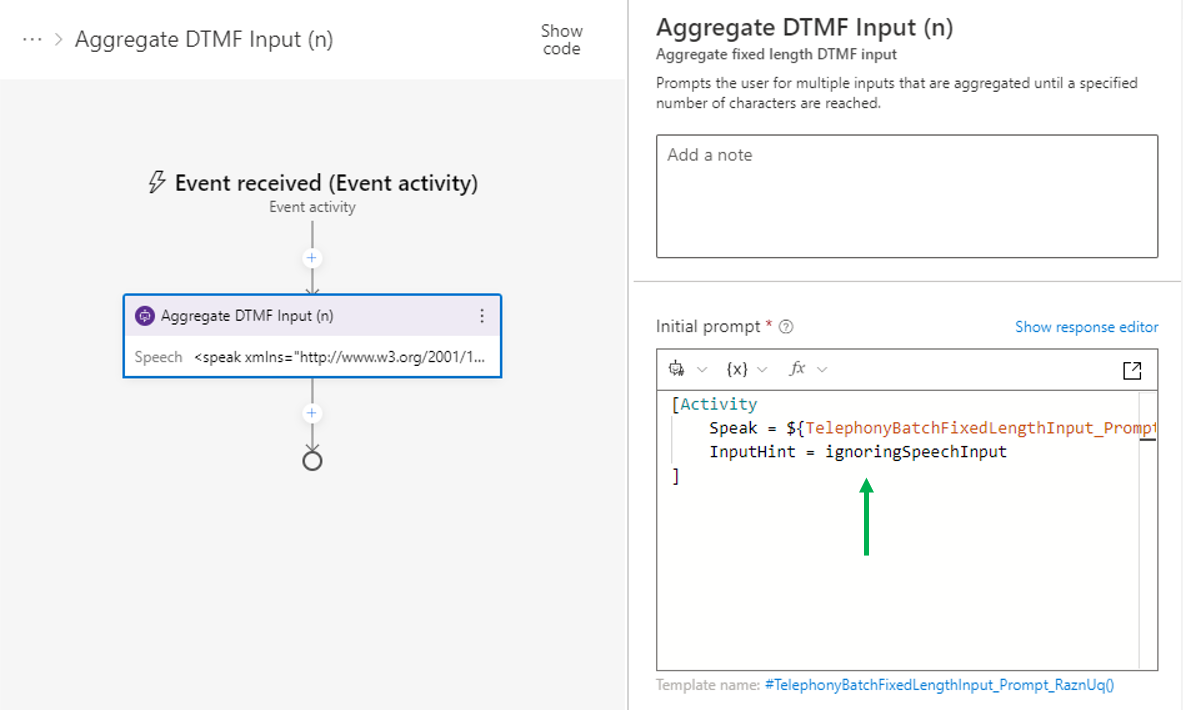 ··· > Aggregate DTMF Input (n)
Show
code
Event received (Event activity)
Event activity
+
Aggregate DTMF Input (n)
Speech <speak xmlns="http://www.w3.org/2001/1...
+
Aggregate DTMF Input (n)
Aggregate fixed length DTMF input
Prompts the user for multiple inputs that are aggregated until a specified
number of characters are reached.
Add a note
Initial prompt * ?
Show response editor
{x} fx
[Activity
Speak = ${TelephonyBatchFixedLengthInput_Prompt
InputHint = ignoringSpeechInput
]
Template name: #TelephonyBatchFixedLengthInput_Prompt_RaznUq()